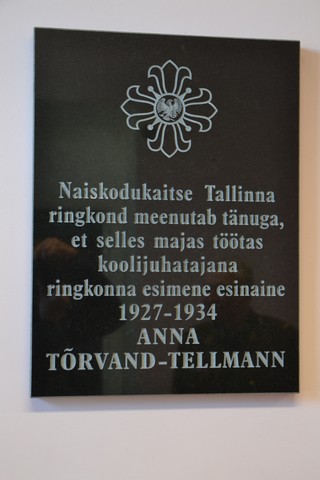 Naiskodukaitse Tallinna
ringkond meenutab tänuga,
et selles majas töötas
koolijuhatajana
ringkonna esimene esinaine
1927-1934
ANNA
TÕRVAND-TELLMANN